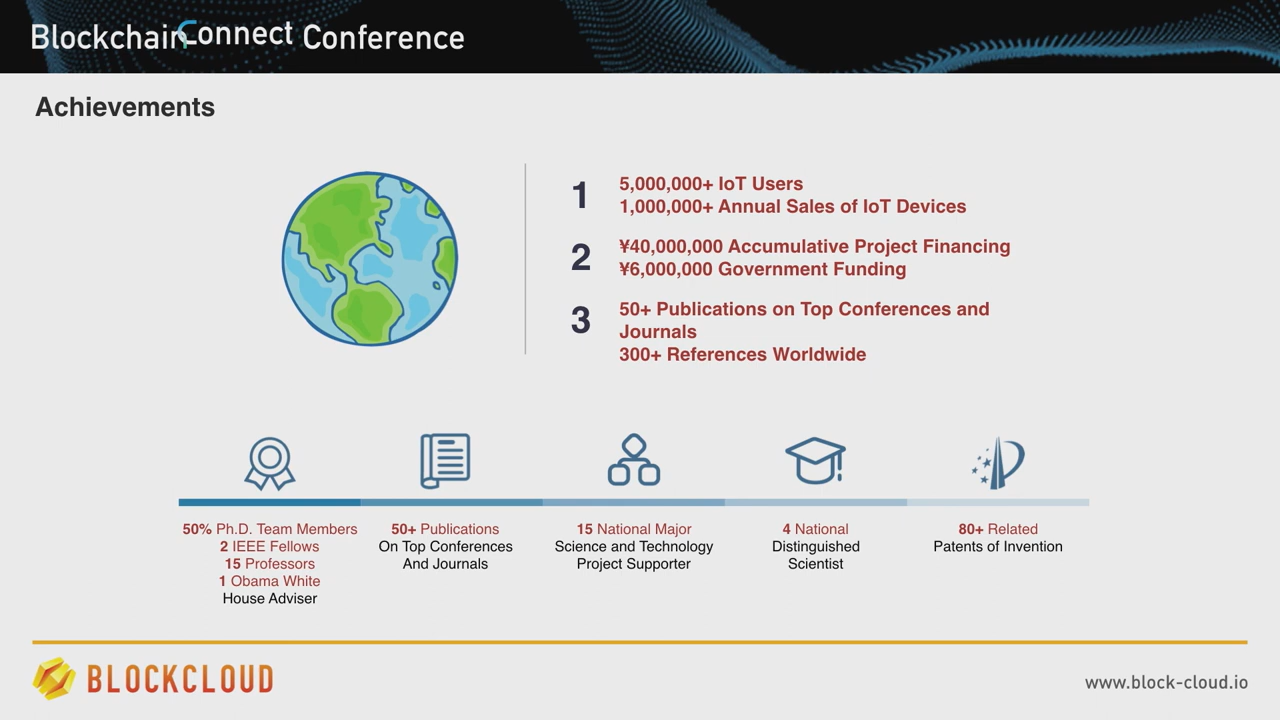 BlockchainConnect Conference
Achievements
1
5,000,000+ IoT Users
1,000,000+ Annual Sales of IoT Devices
2
¥40,000,000 Accumulative Project Financing
¥6,000,000 Government Funding
3
50+ Publications on Top Conferences and
Journals
300+ References Worldwide
50% Ph.D. Team Members
2 IEEE Fellows
15 Professors
1 Obama White
House Adviser
50+ Publications
On Top Conferences
And Journals
15 National Major
Science and Technology
Project Supporter
4 National
Distinguished
Scientist
80+ Related
Patents of Invention
BLOCKCLOUD
www.block-cloud.io